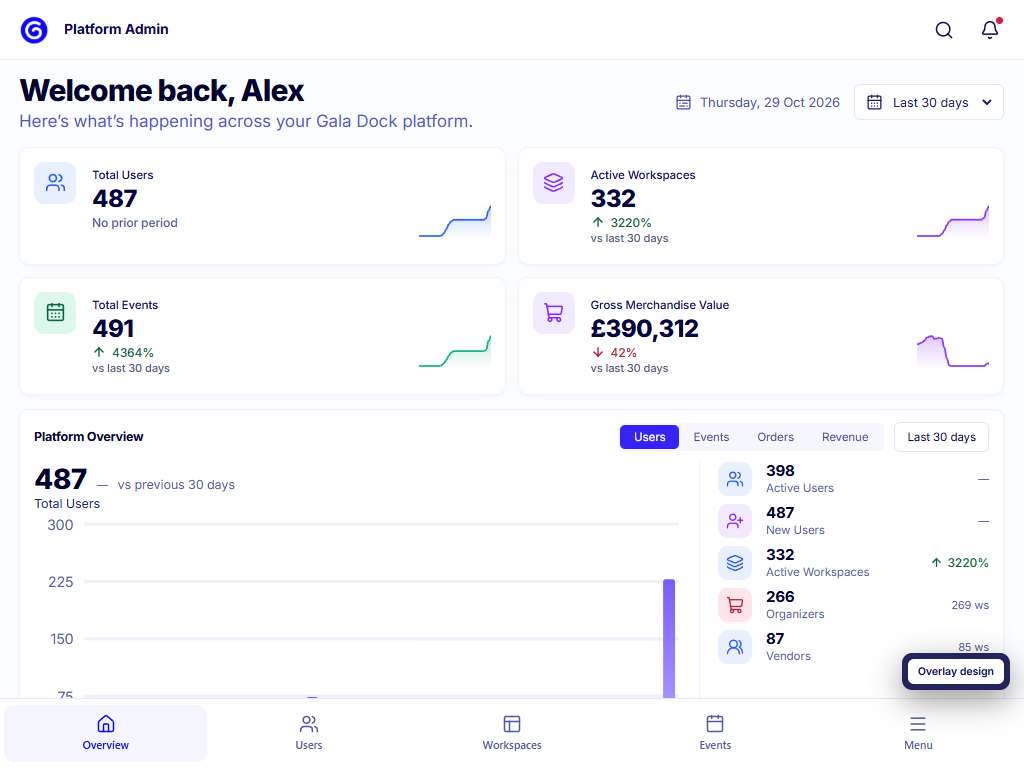 Platform Admin
Welcome back, Alex
Here’s what’s happening across your Gala Dock platform.
Thursday, 29 Oct 2026
Last 30 days
Total Users
487
No prior period
Active Workspaces
332
3220%
vs last 30 days
Total Events
491
4364%
vs last 30 days
Gross Merchandise Value
£390,312
42%
vs last 30 days
Platform Overview
Users
Events
Orders
Revenue
Last 30 days
487 — vs previous 30 days
Total Users
300
225
150
75
398
Active Users
—
487
New Users
—
332
Active Workspaces
3220%
266
Organizers
269 ws
87
Vendors
85 ws
Overlay design
Overview
Users
Workspaces
Events
Menu